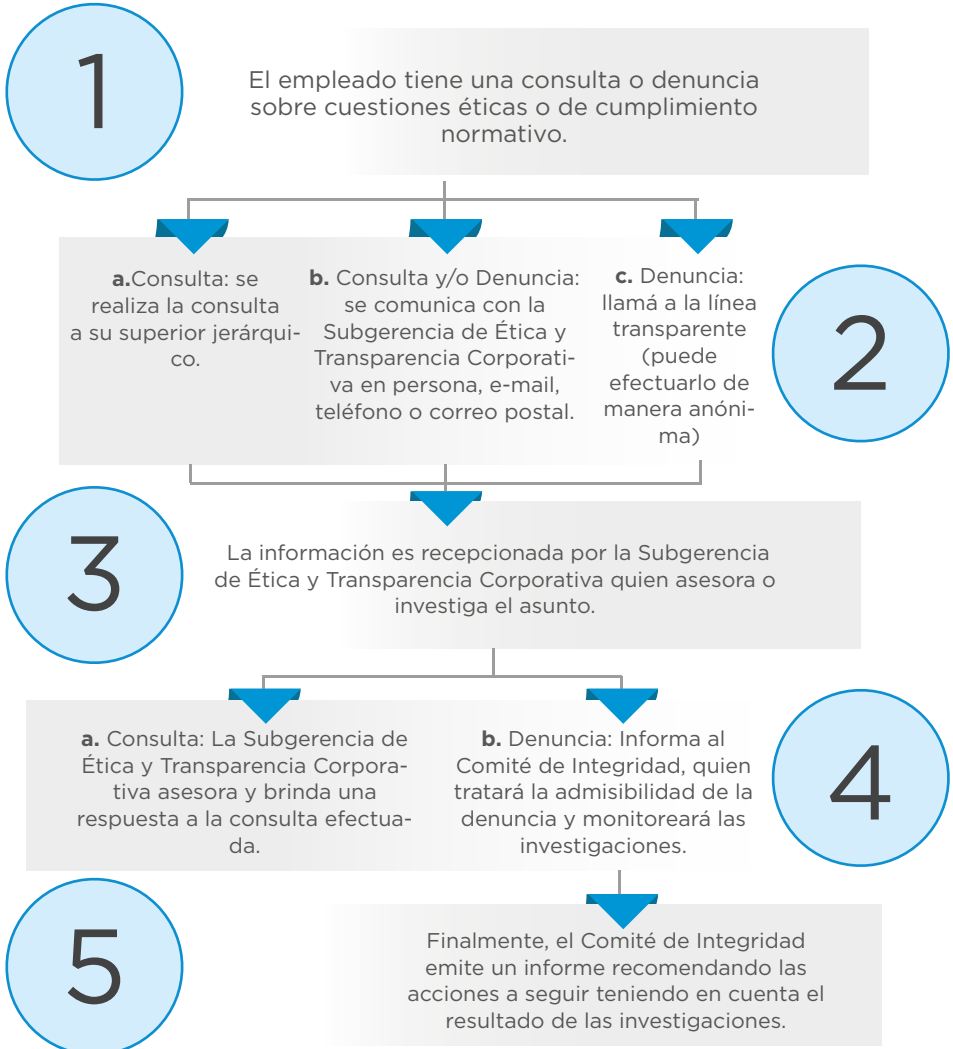 1
El empleado tiene una consulta o denuncia
sobre cuestiones éticas o de cumplimiento
normativo.
a.Consulta: se
realiza la consulta
a su superior jerárqui-
co.
b. Consulta y/o Denuncia:
se comunica con la
Subgerencia de Ética y
Transparencia Corporati-
va en persona, e-mail,
teléfono o correo postal.
c. Denuncia:
llamá a la línea
transparente
(puede
efectuarlo de
manera anóni-
ma)
2
3
La información es recepcionada por la Subgerencia
de Ética y Transparencia Corporativa quien asesora o
investiga el asunto.
a. Consulta: La Subgerencia de
Ética y Transparencia Corpora-
tiva asesora y brinda una
respuesta a la consulta efectua-
da.
b. Denuncia: Informa al
Comité de Integridad, quien
tratará la admisibilidad de la
denuncia y monitoreará las
investigaciones.
4
5
Finalmente, el Comité de Integridad
emite un informe recomendando las
acciones a seguir teniendo en cuenta el
resultado de las investigaciones.